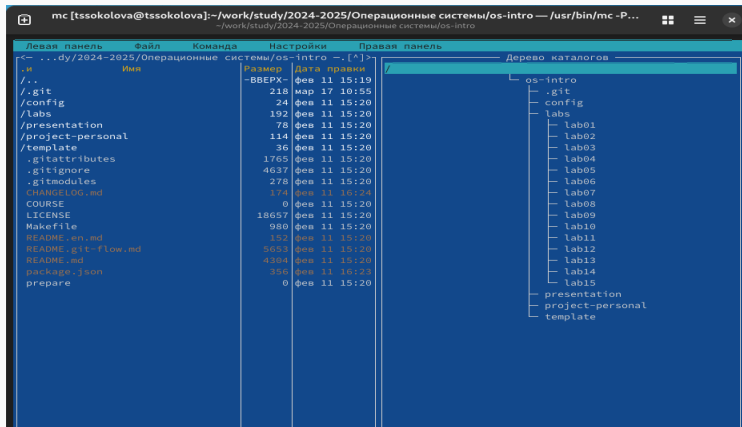 mc [tssokolova@tssokolova]:~/work/study/2024-2025/Операционные системы/os-intro — /usr/bin/mc -P...
~/work/study/2024-2025/Операционные системы/os-intro
Левая панель Файл Команда Настройки Правая панель
<— ...dy/2024-2025/Операционные системы/os-intro —.[^]>
.и Имя Размер Дата правки
/.. -ВВЕРХ- фев 11 15:19
/.git 218 мар 17 10:55
/config 24 фев 11 15:20
/labs 192 фев 11 15:20
/presentation 78 фев 11 15:20
/project-personal 114 фев 11 15:20
/template 36 фев 11 15:20
.gitattributes 1765 фев 11 15:20
.gitignore 4637 фев 11 15:20
.gitmodules 278 фев 11 15:20
CHANGELOG.md 174 фев 11 16:24
COURSE 0 фев 11 15:20
LICENSE 18657 фев 11 15:20
Makefile 980 фев 11 15:20
README.en.md 152 фев 11 15:20
README.git-flow.md 5653 фев 11 15:20
README.md 4304 фев 11 15:20
package.json 356 фев 11 16:23
prepare 0 фев 11 15:20
Дерево каталогов
/
os-intro
.git
config
labs
lab01
lab02
lab03
lab04
lab05
lab06
lab07
lab08
lab09
lab10
lab11
lab12
lab13
lab14
lab15
presentation
project-personal
template